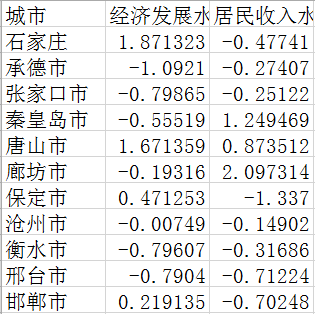 城市 经济发展水 居民收入水
石家庄 1.871323 -0.47741
承德市 -1.0921 -0.27407
张家口市 -0.79865 -0.25122
秦皇岛市 -0.55519 1.249469
唐山市 1.671359 0.873512
廊坊市 -0.19316 2.097314
保定市 0.471253 -1.337
沧州市 -0.00749 -0.14902
衡水市 -0.79607 -0.31686
邢台市 -0.7904 -0.71224
邯郸市 0.219135 -0.70248